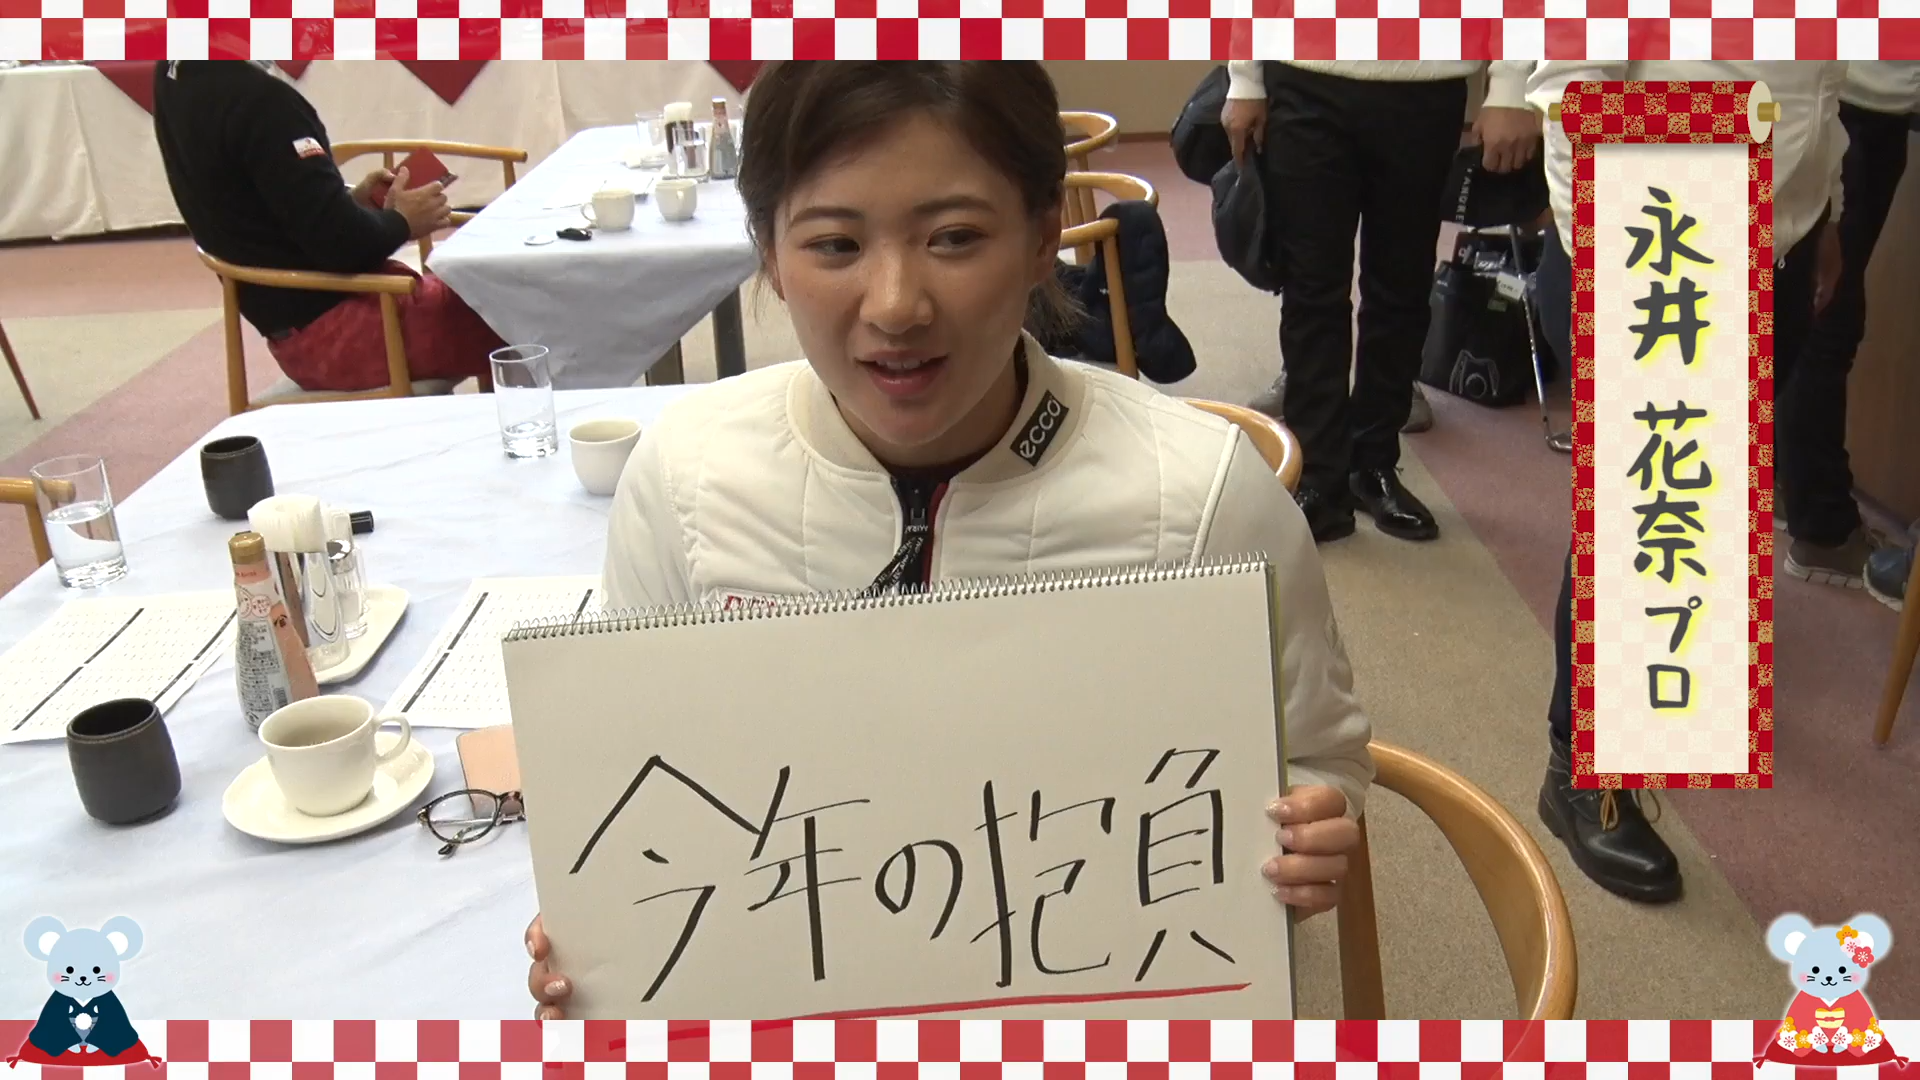 永井 花奈 プロ
ecco
今年の抱負